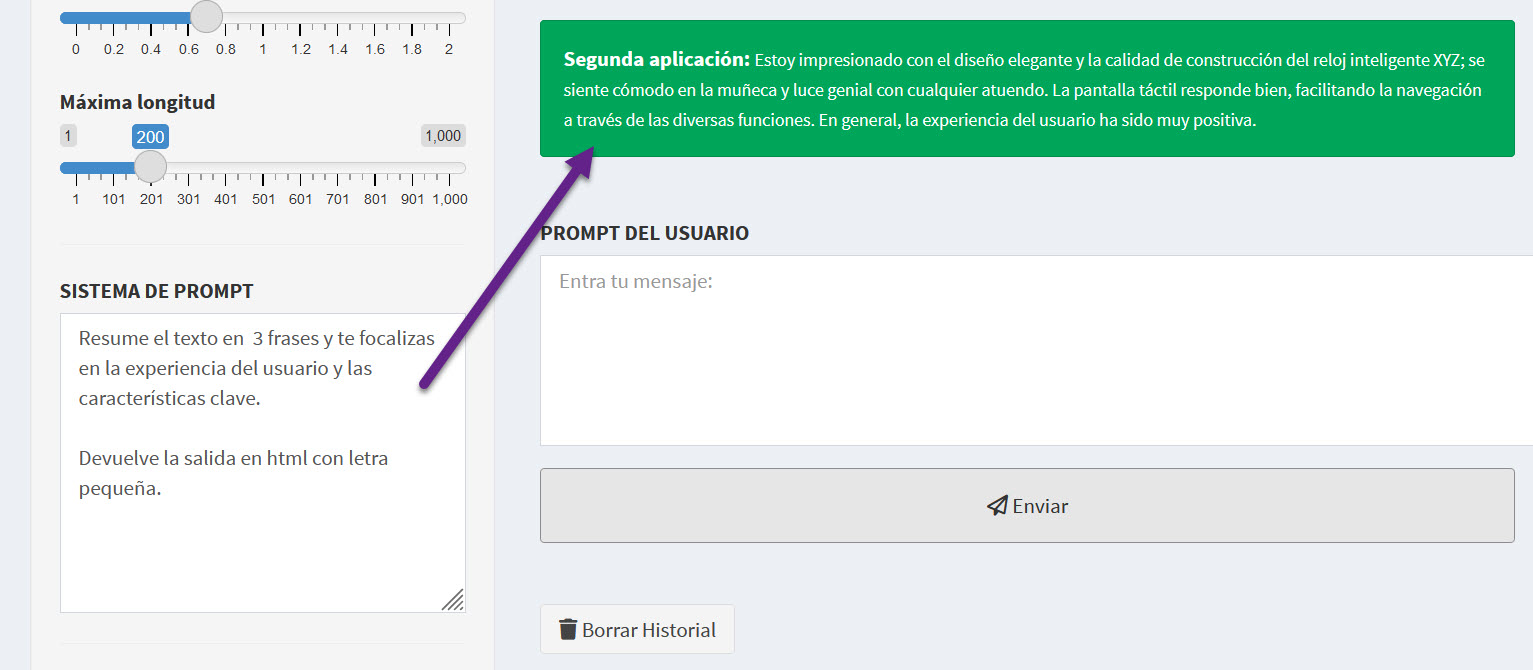 0 0.2 0.4 0.6 0.8 1 1.2 1.4 1.6 1.8 2
Máxima longitud
1 200 1,000
1 101 201 301 401 501 601 701 801 901 1,000
SISTEMA DE PROMPT
Resume el texto en  3 frases y te focalizas
en la experiencia del usuario y las
características clave.
Devuelve la salida en html con letra
pequeña.
Segunda aplicación: Estoy impresionado con el diseño elegante y la calidad de construcción del reloj inteligente XYZ; se
siente cómodo en la muñeca y luce genial con cualquier atuendo. La pantalla táctil responde bien, facilitando la navegación
a través de las diversas funciones. En general, la experiencia del usuario ha sido muy positiva.
PROMPT DEL USUARIO
Entra tu mensaje:
Enviar
Borrar Historial